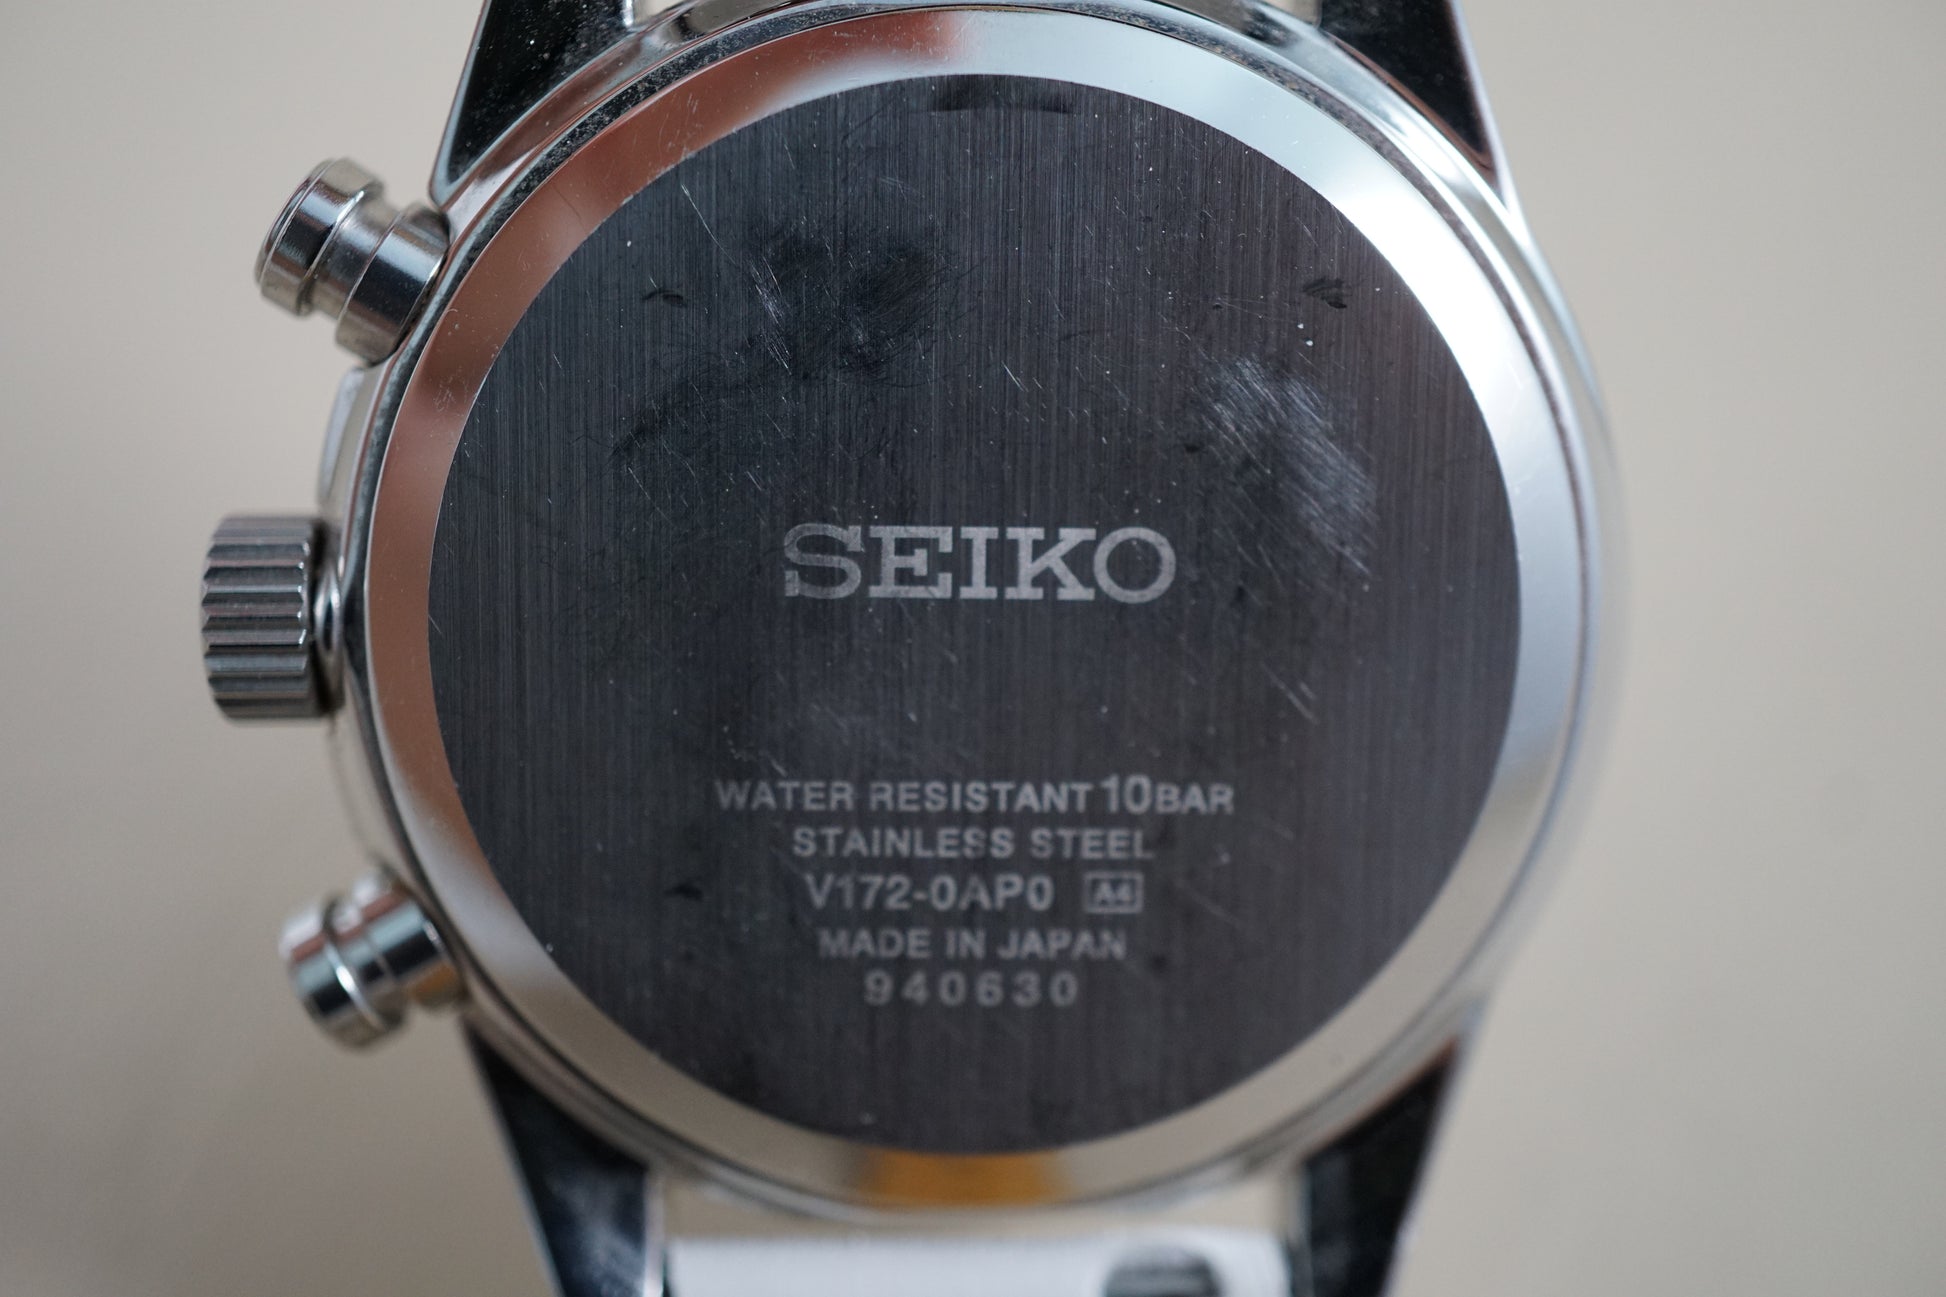 SEIKO
WATER RESISTANT 10BAR
STAINLESS STEEL
V172-0AP0 A4
MADE IN JAPAN
940630